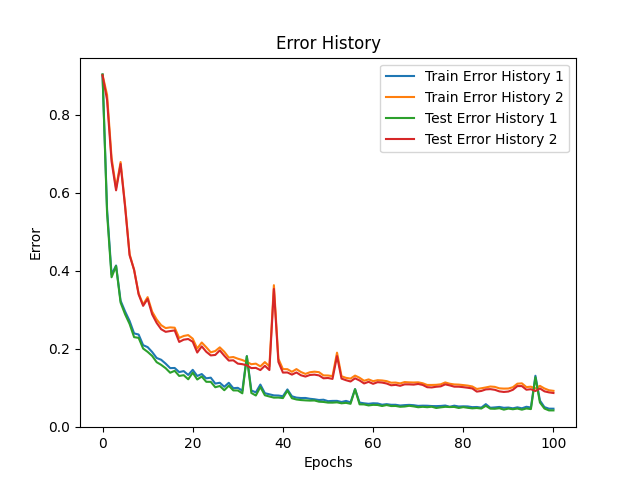 Error History
Train Error History 1
Train Error History 2
Test Error History 1
Test Error History 2
Error
0.8
0.6
0.4
0.2
0.0
0
20
40
60
80
100
Epochs